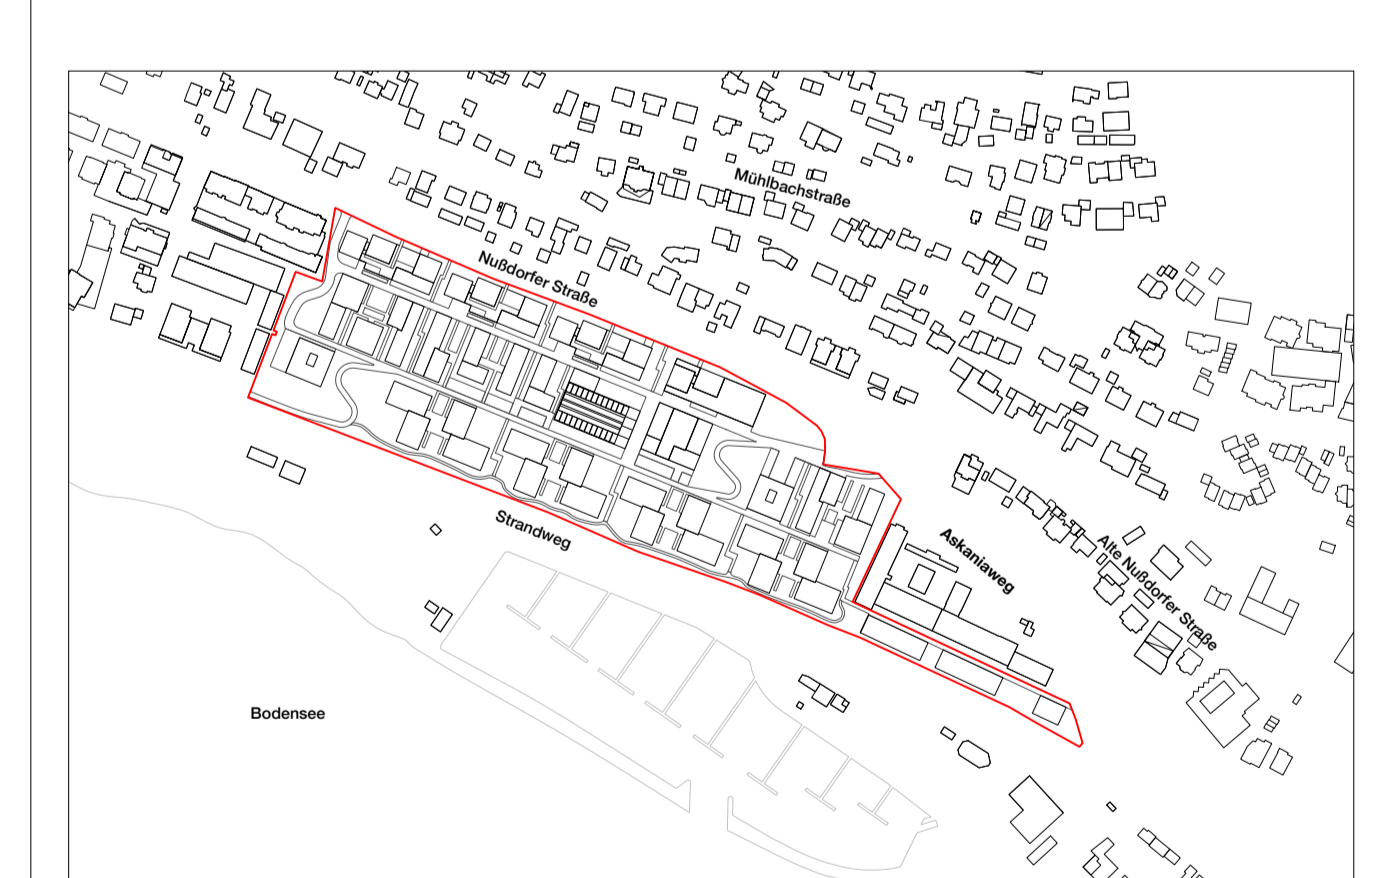 Mühlbachstraße
Nußdorfer Straße
Strandweg
Askaniaweg
Alte Nußdorfer Straße
Bodensee